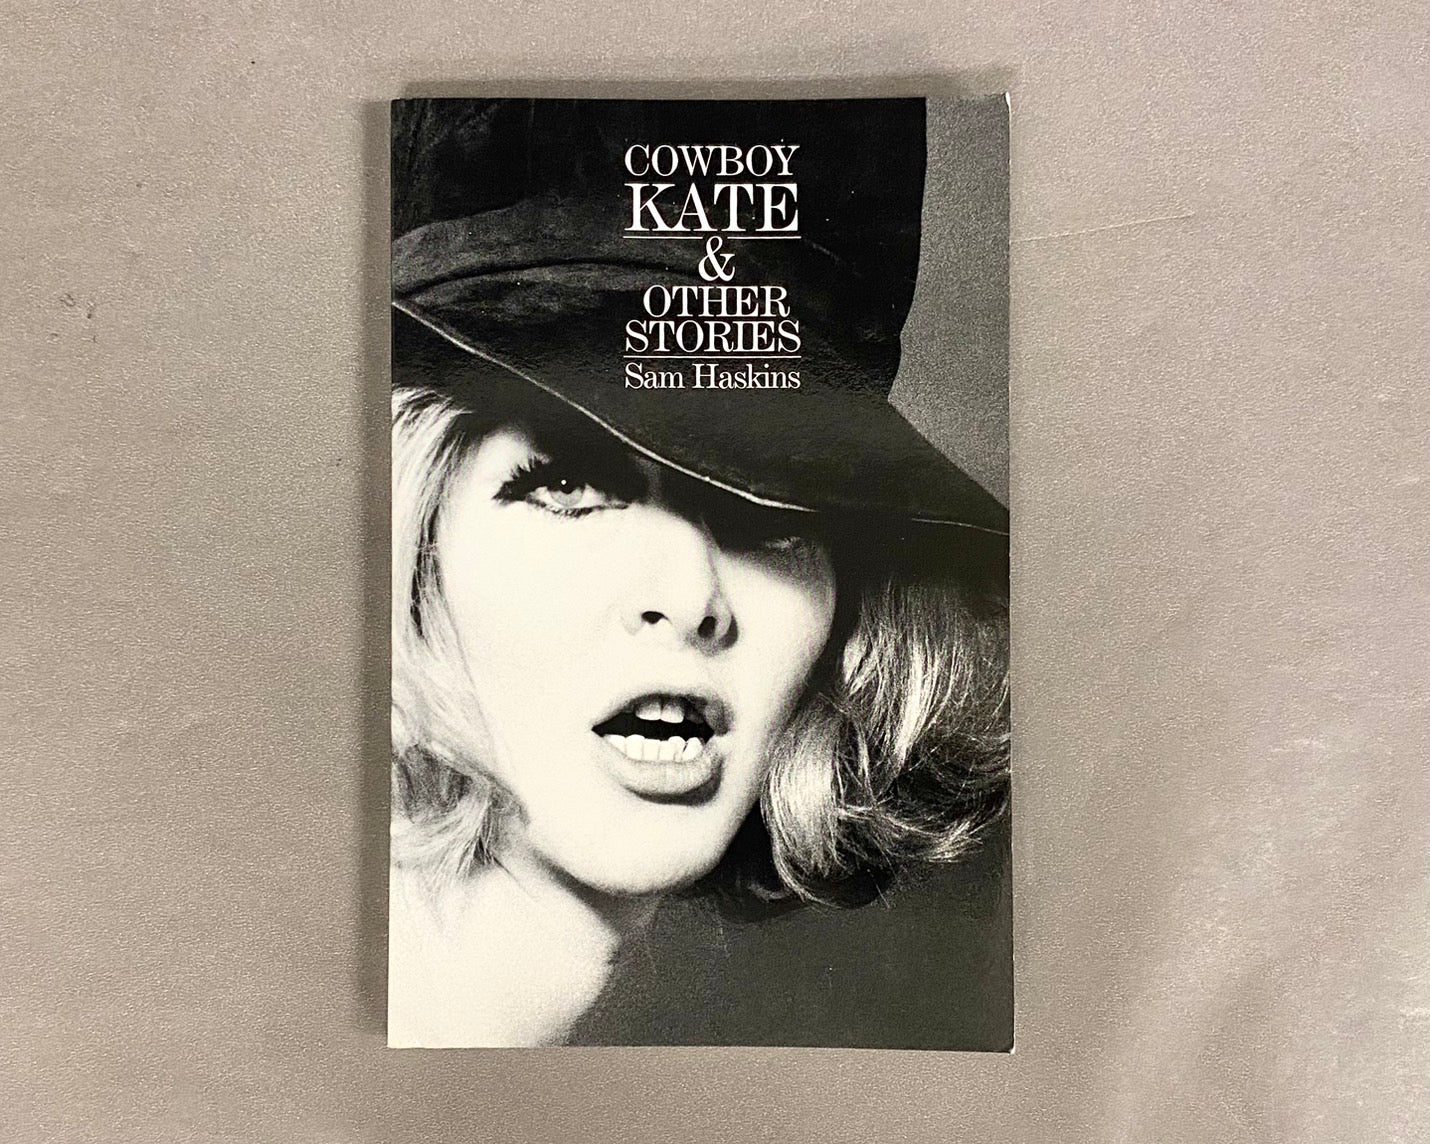 COWBOY
KATE
&
OTHER
STORIES
Sam Haskins